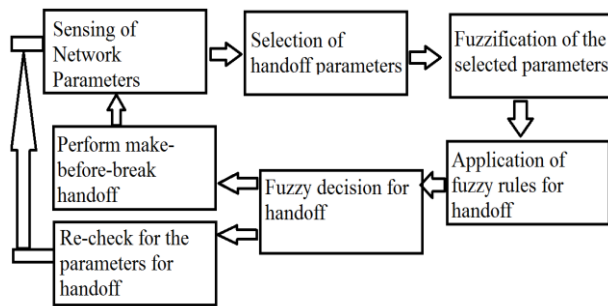 Sensing of
Network
Parameters
Selection of
handoff parameters
Fuzzification of the
selected parameters
Application of
fuzzy rules for
handoff
Fuzzy decision for
handoff
Perform make-
before-break
handoff
Re-check for the
parameters for
handoff